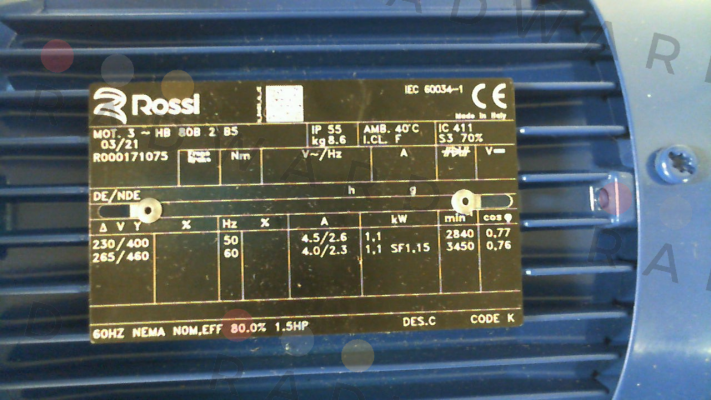 Rossi
IEC 60034-1
CE
Made in Italy
MOT. 3 ~ HB 80B 2 B5
IP 55
AMB. 40°C
IC 411
03/21
kg 8.6
I.CL. F
S3 70%
R000171075
Nm
V~/Hz
A
V=
DE/NDE
h
g
Δ V Y
%
Hz
%
A
kW
min
cos φ
230/400
50
4.5/2.6
1,1
2840
0,77
265/460
60
4.0/2.3
1,1 SF1,15
3450
0,76
60HZ NEMA NOM,EFF 80.0% 1.5HP
DES.C
CODE K